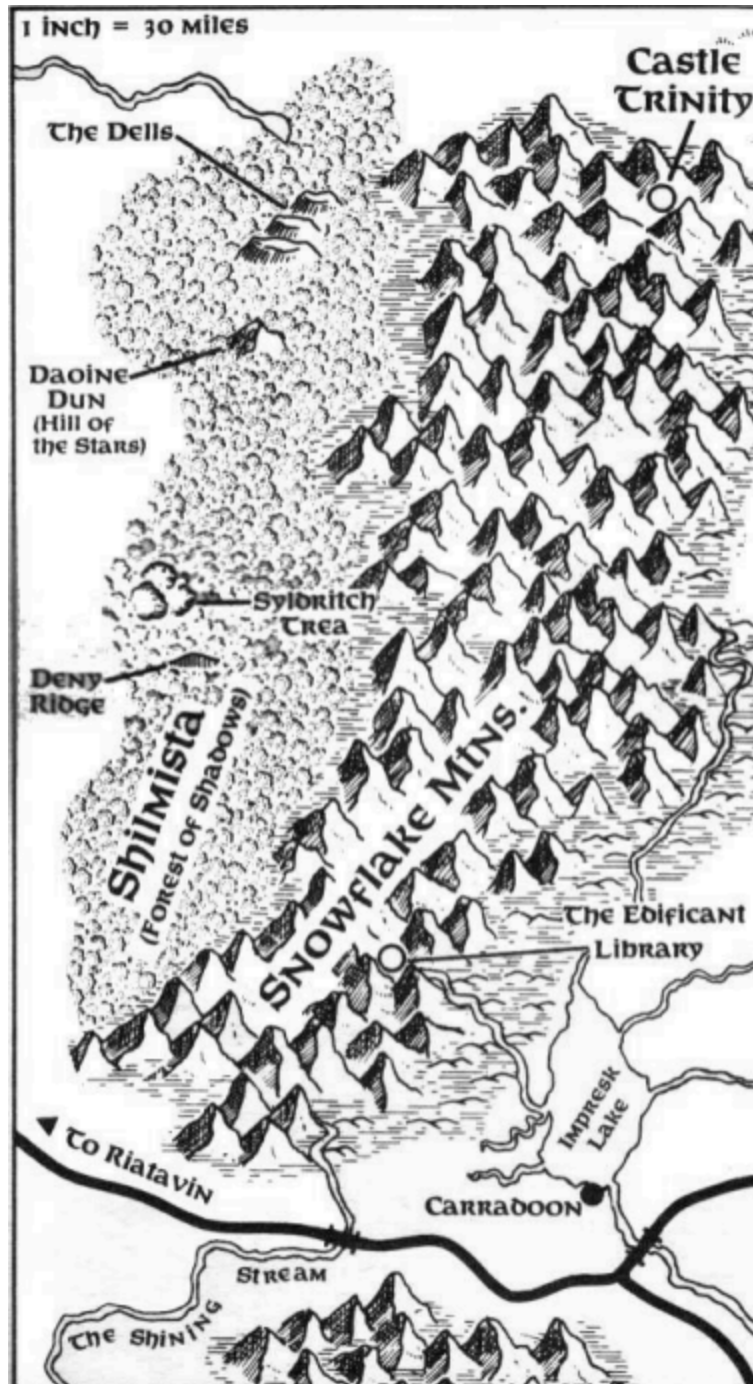 1 inch = 30 miles
Castle
Trinity
The Dells
Daoine
Dun
(Hill of
the Stars)
Syldritch
Trea
Deny
Ridge
Shilmista
(Forest of Shadows)
Snowflake Mtns.
The Edificant
Library
Impresk
Lake
To Riatavin
Carradoon
The Shining
Stream